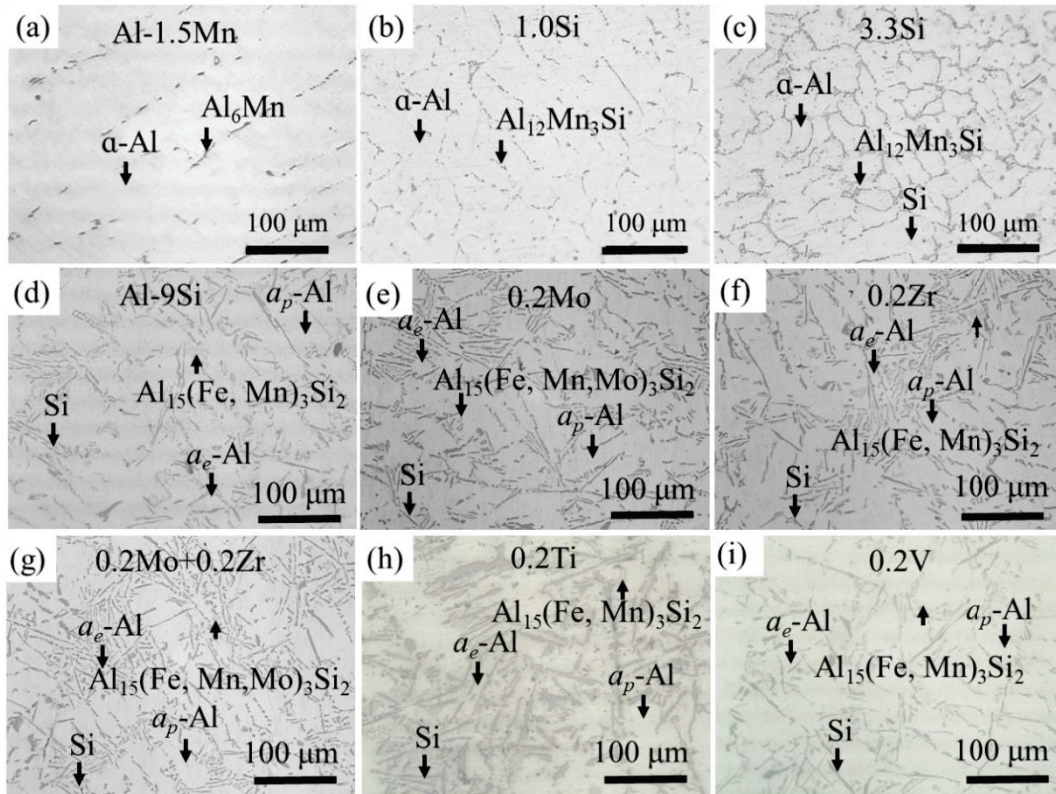 (a) Al-1.5Mn
Al₆Mn
ɑ-Al
100 μm
(b) 1.0Si
ɑ-Al
Al₁₂Mn₃Si
100 μm
(c) 3.3Si
ɑ-Al
Al₁₂Mn₃Si
Si
100 μm
(d) Al-9Si
aₚ-Al
Al₁₅(Fe, Mn)₃Si₂
Si
aₑ-Al
100 μm
(e) 0.2Mo
aₑ-Al
Al₁₅(Fe, Mn,Mo)₃Si₂
aₚ-Al
Si
100 μm
(f) 0.2Zr
aₑ-Al
aₚ-Al
Al₁₅(Fe, Mn)₃Si₂
Si
100 μm
(g) 0.2Mo+0.2Zr
aₑ-Al
Al₁₅(Fe, Mn,Mo)₃Si₂
aₚ-Al
Si
100 μm
(h) 0.2Ti
Al₁₅(Fe, Mn)₃Si₂
aₑ-Al
aₚ-Al
Si
100 μm
(i) 0.2V
aₑ-Al
aₚ-Al
Al₁₅(Fe, Mn)₃Si₂
Si
100 μm